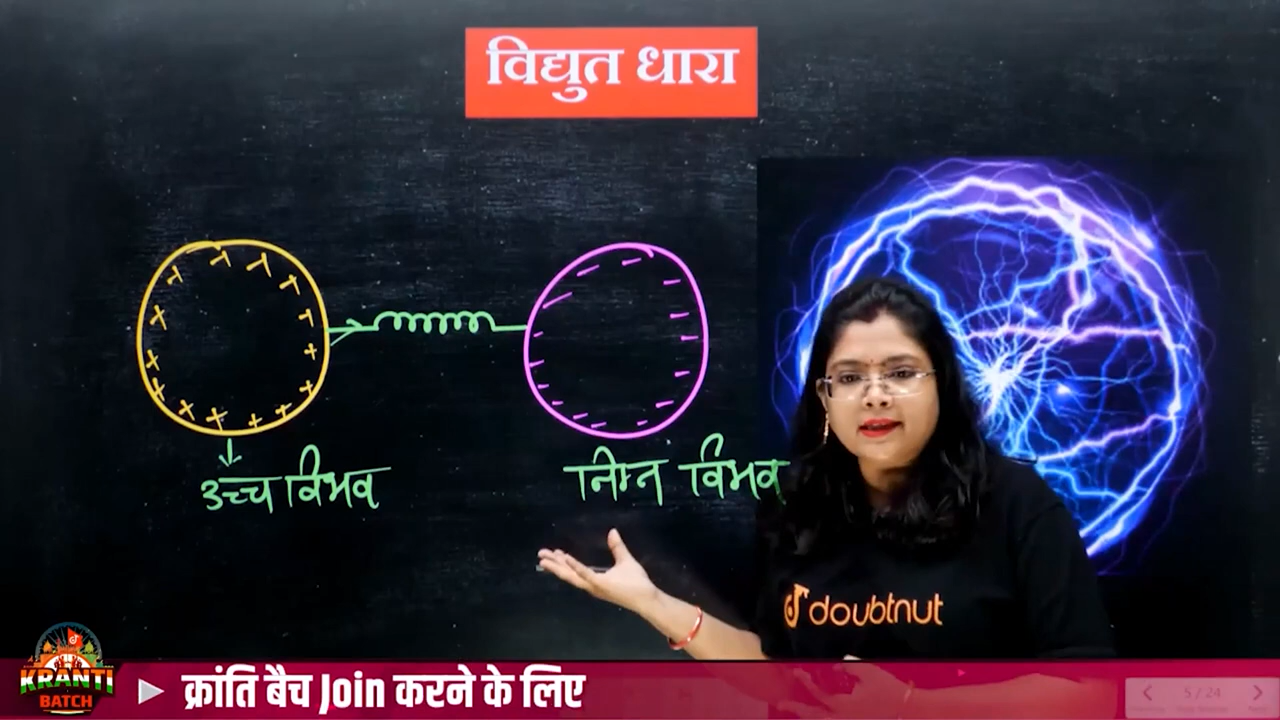 विद्युत धारा
उच्च विभव
निम्न विभव
doubtnut
KRANTI
BATCH
क्रांति बैच Join करने के लिए
5 / 24